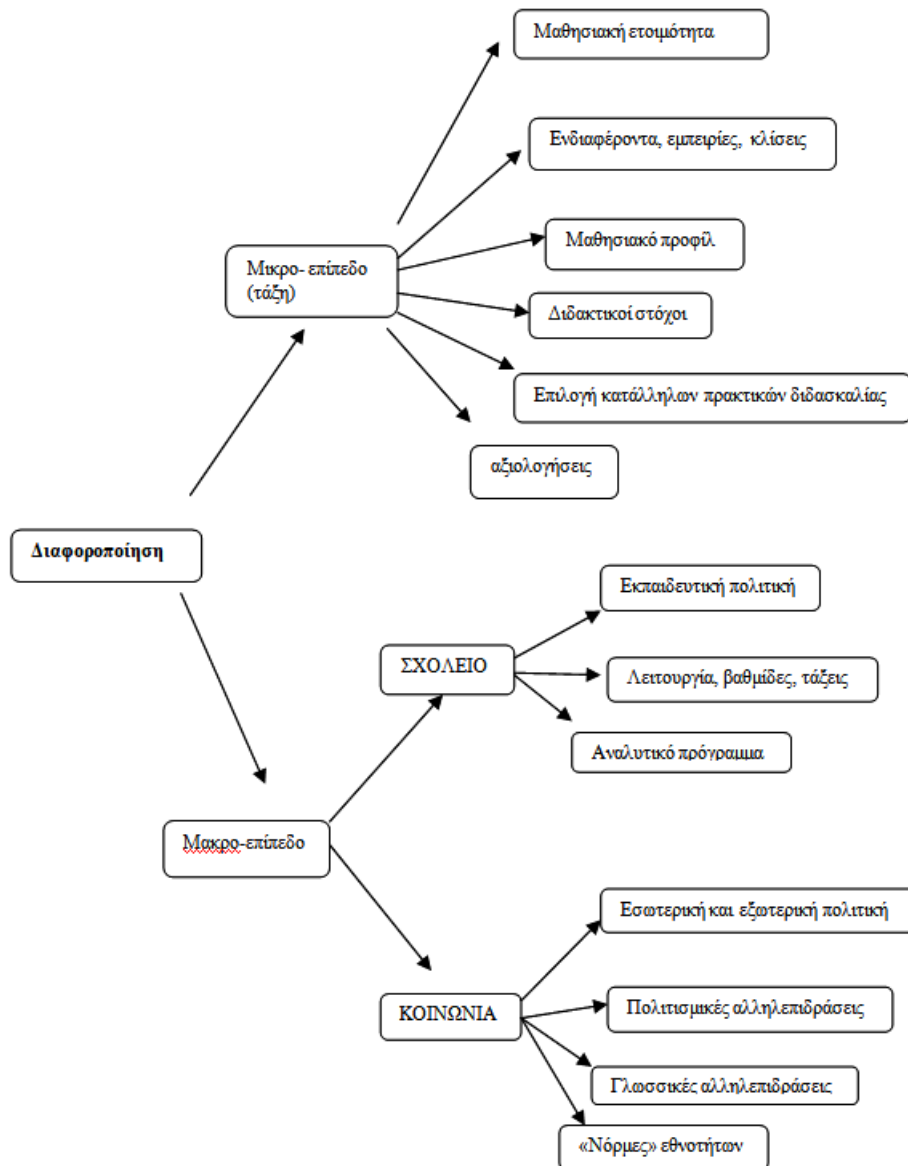 Μαθησιακή ετοιμότητα
Ενδιαφέροντα, εμπειρίες, κλίσεις
Μαθησιακό προφίλ
Μικρο- επίπεδο
(τάξη)
Διδακτικοί στόχοι
Επιλογή κατάλληλων πρακτικών διδασκαλίας
αξιολογήσεις
Διαφοροποίηση
Εκπαιδευτική πολιτική
ΣΧΟΛΕΙΟ
Λειτουργία, βαθμίδες, τάξεις
Αναλυτικό πρόγραμμα
Μακρο-επίπεδο
Εσωτερική και εξωτερική πολιτική
ΚΟΙΝΩΝΙΑ
Πολιτισμικές αλληλεπιδράσεις
Γλωσσικές αλληλεπιδράσεις
«Νόρμες» εθνοτήτων